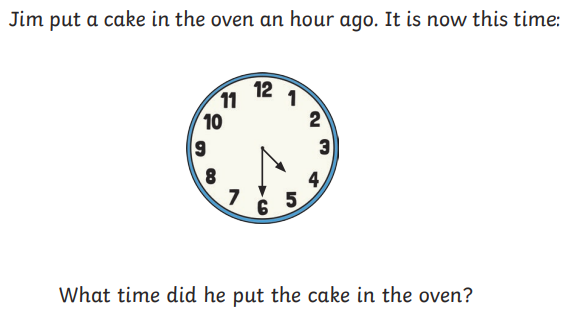 Jim put a cake in the oven an hour ago. It is now this time:
12
11 1
10 2
9 3
8 4
7 6 5
What time did he put the cake in the oven?